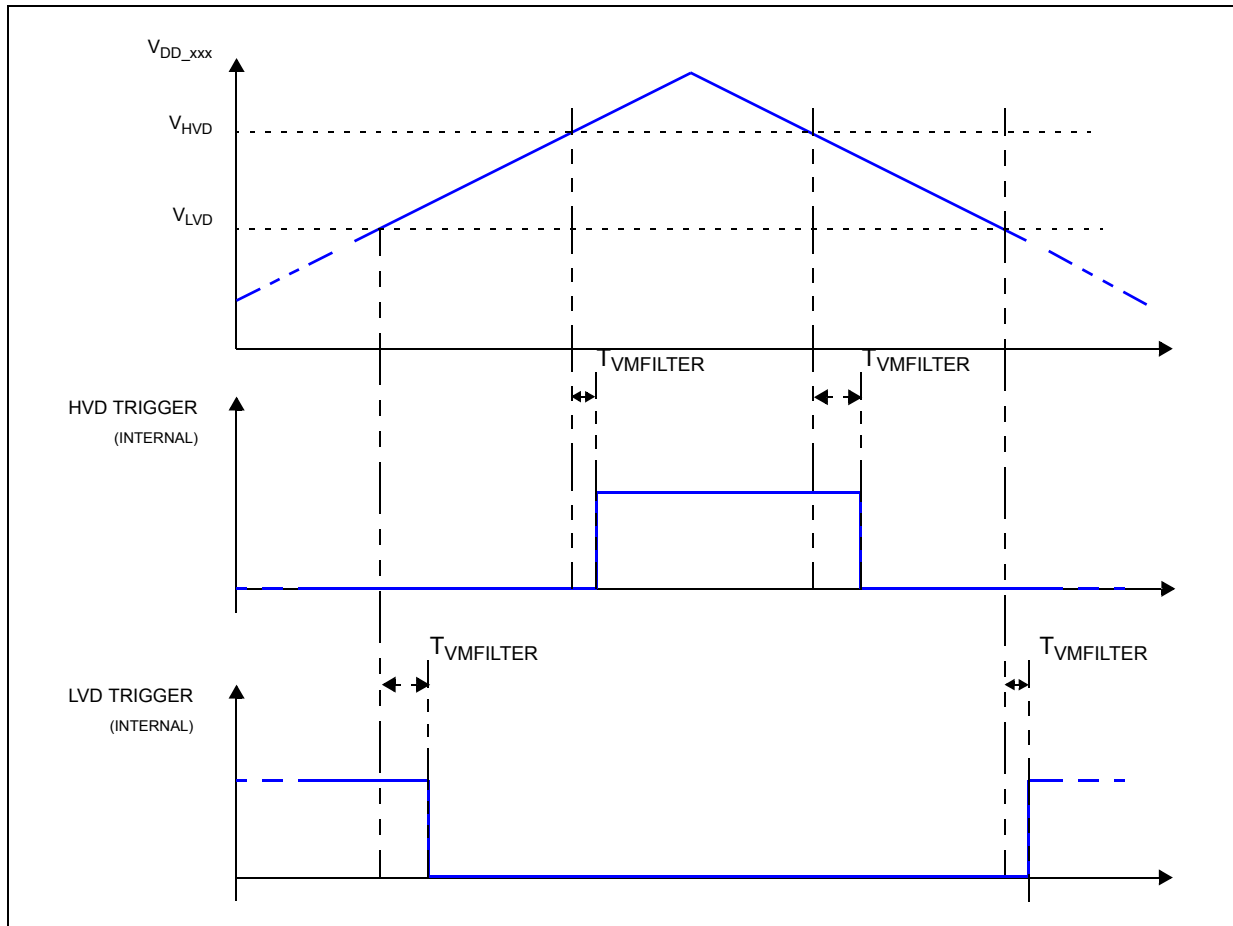 VDD_xxx
VHVD
VLVD
TVMFILTER
TVMFILTER
HVD TRIGGER
(INTERNAL)
TVMFILTER
TVMFILTER
LVD TRIGGER
(INTERNAL)